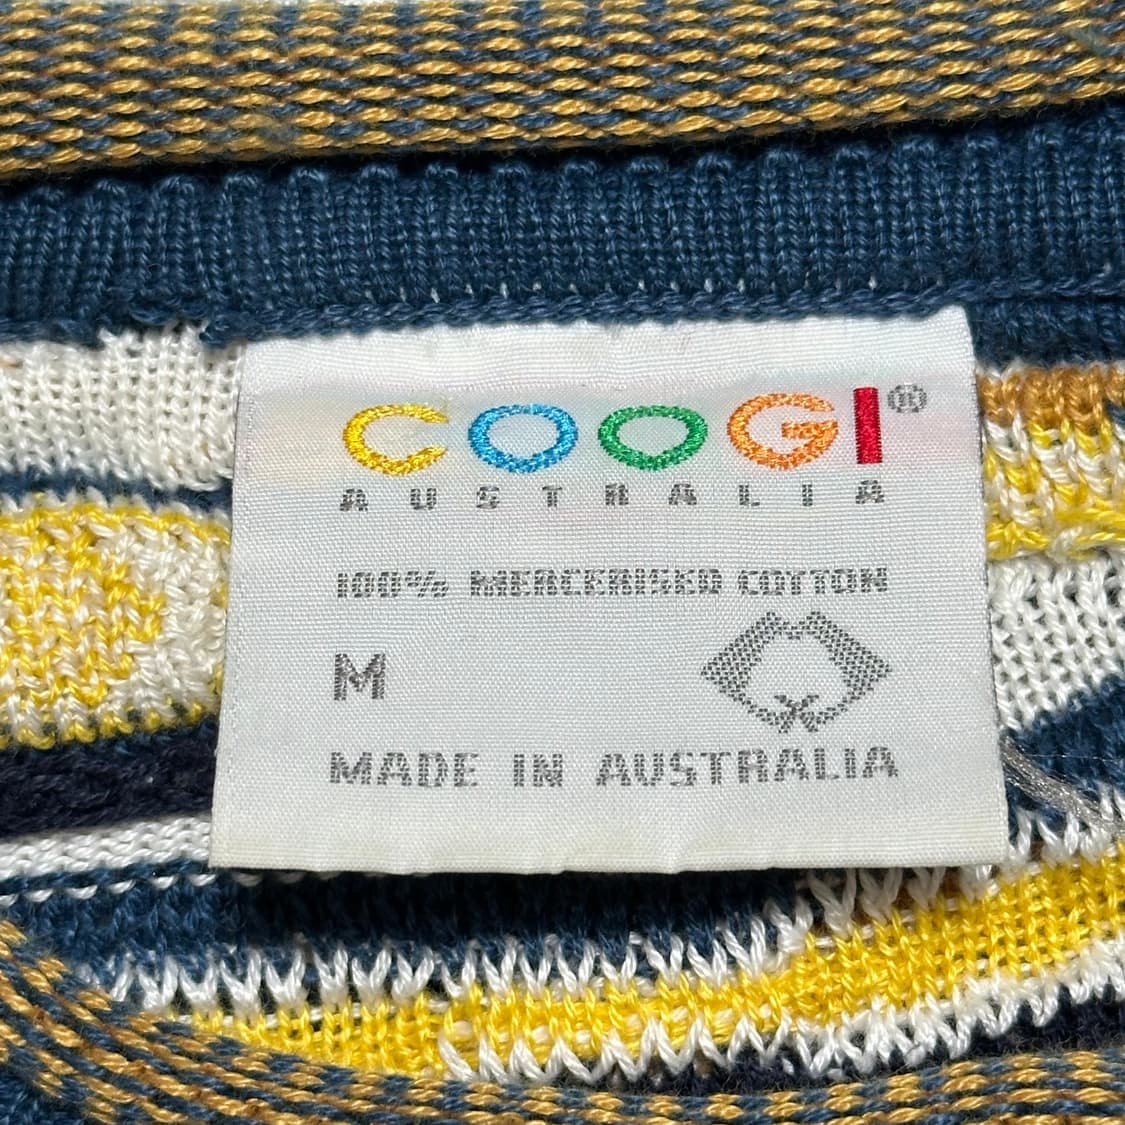 COOGI®
AUSTRALIA
100% MERCERISED COTTON
M
MADE IN AUSTRALIA